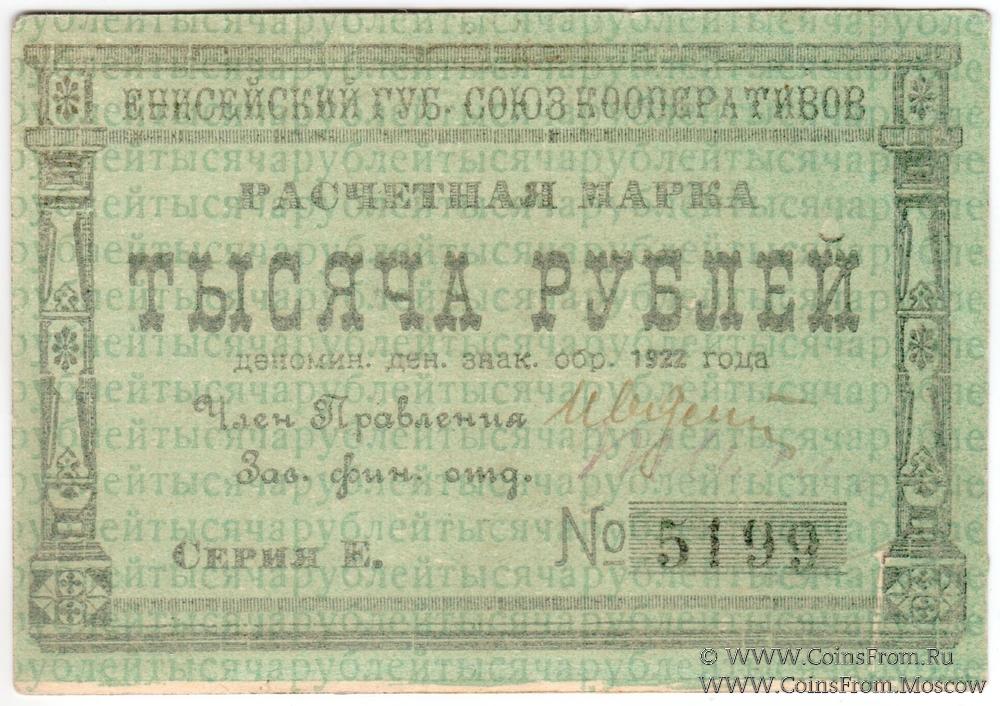 ЕНИСЕЙСКИЙ ГУБ. СОЮЗ КООПЕРАТИВОВ
РАСЧЕТНАЯ МАРКА
ТЫСЯЧА РУБЛЕЙ
деномин. ден. знак. обр. 1922 года
Член Правления
Зав. фин. отд.
Серия Е. № 5199
© WWW.CoinsFrom.Ru
WWW.CoinsFrom.Moscow